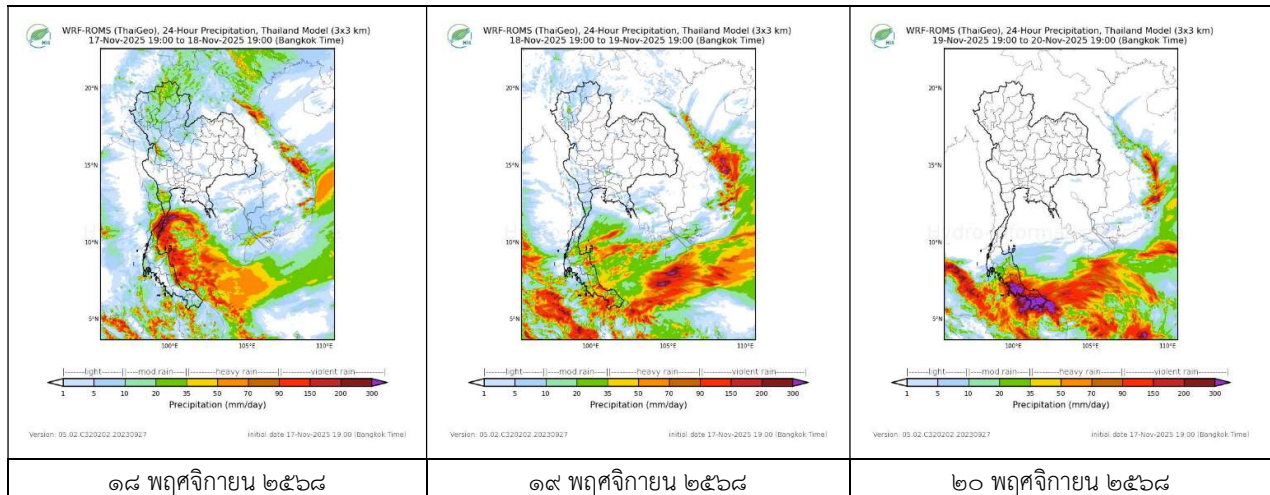 WRF-ROMS (ThaiGeo), 24-Hour Precipitation, Thailand Model (3x3 km)
17-Nov-2025 19:00 to 18-Nov-2025 19:00 (Bangkok Time)
20°N
15°N
10°N
5°N
100°E 105°E 110°E
|--------light-------||----mod rain----||---------heavy rain---------||-----------violent rain---------|
1 5 10 20 35 50 70 90 150 200 300
Precipitation (mm/day)
Version: 05.02.C320202.20230927 initial date 17-Nov-2025 19:00 (Bangkok Time)
๑๘ พฤศจิกายน ๒๕๖๘
WRF-ROMS (ThaiGeo), 24-Hour Precipitation, Thailand Model (3x3 km)
18-Nov-2025 19:00 to 19-Nov-2025 19:00 (Bangkok Time)
20°N
15°N
10°N
5°N
100°E 105°E 110°E
|--------light-------||----mod rain----||---------heavy rain---------||-----------violent rain---------|
1 5 10 20 35 50 70 90 150 200 300
Precipitation (mm/day)
Version: 05.02.C320202.20230927 initial date 17-Nov-2025 19:00 (Bangkok Time)
๑๙ พฤศจิกายน ๒๕๖๘
WRF-ROMS (ThaiGeo), 24-Hour Precipitation, Thailand Model (3x3 km)
19-Nov-2025 19:00 to 20-Nov-2025 19:00 (Bangkok Time)
20°N
15°N
10°N
5°N
100°E 105°E 110°E
|--------light-------||----mod rain----||---------heavy rain---------||-----------violent rain---------|
1 5 10 20 35 50 70 90 150 200 300
Precipitation (mm/day)
Version: 05.02.C320202.20230927 initial date 17-Nov-2025 19:00 (Bangkok Time)
๒๐ พฤศจิกายน ๒๕๖๘